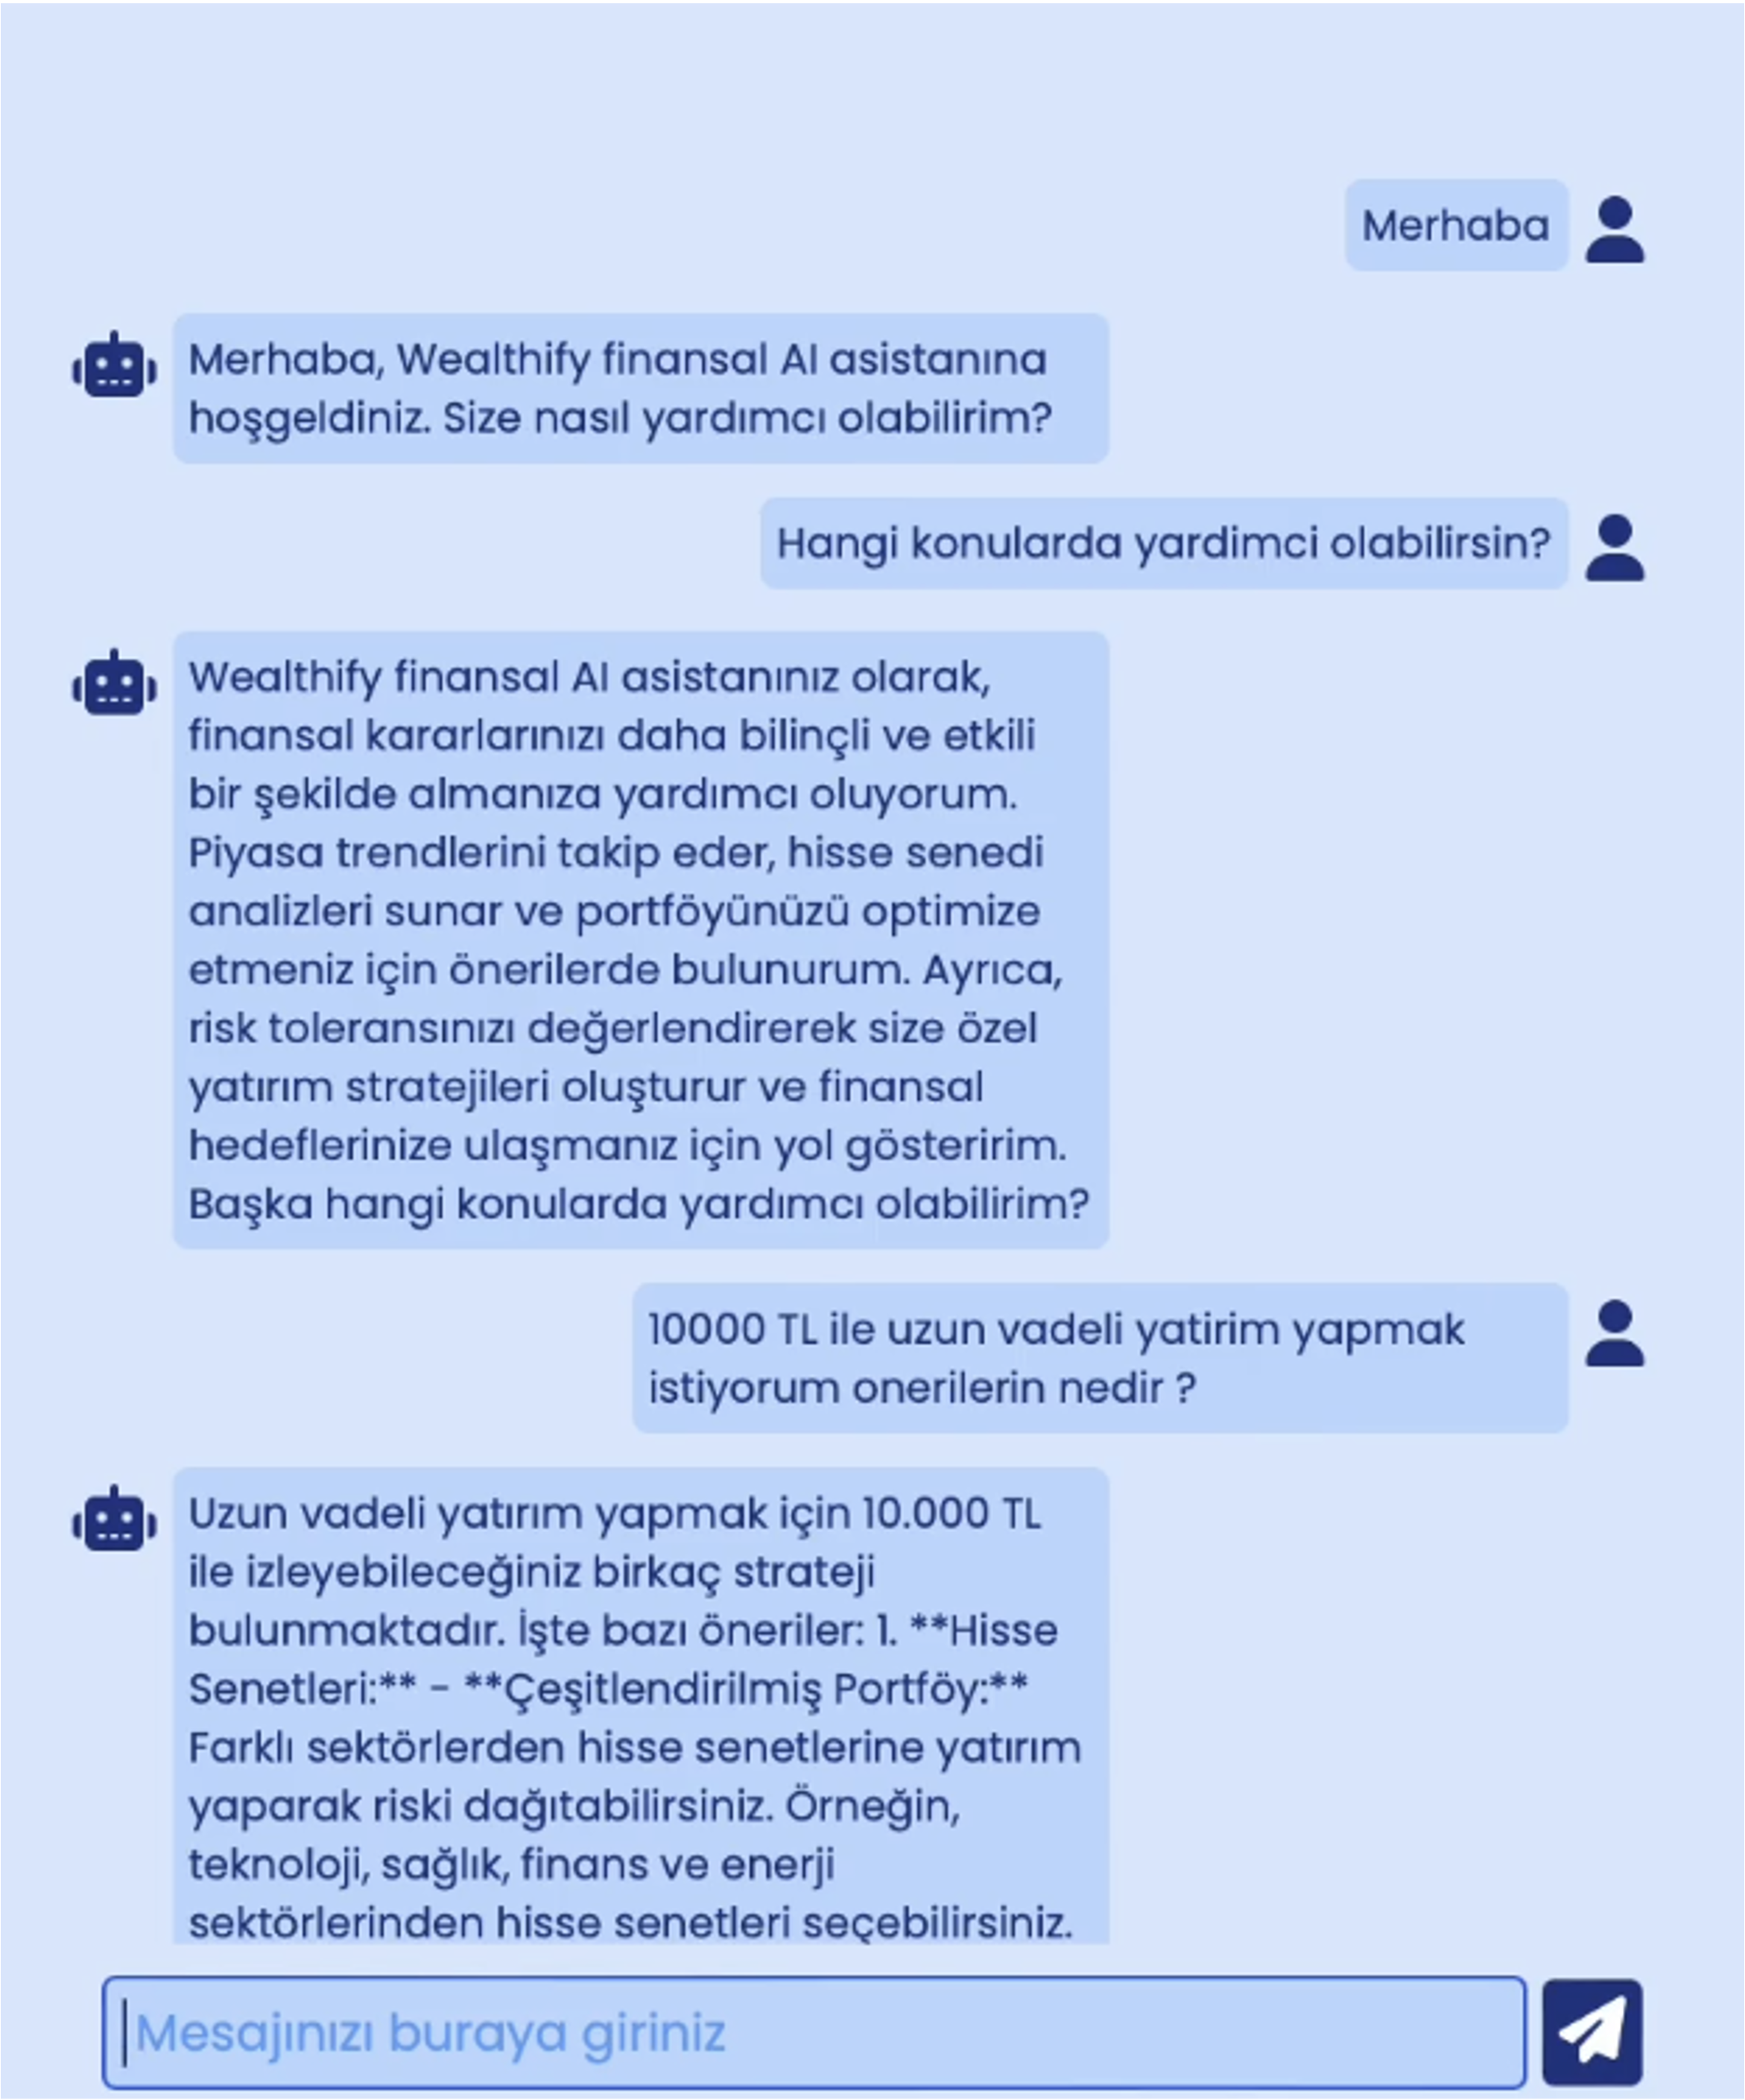 Merhaba
Merhaba, Wealthify finansal AI asistanına
hoşgeldiniz. Size nasıl yardımcı olabilirim?
Hangi konularda yardimci olabilirsin?
Wealthify finansal AI asistanınız olarak,
finansal kararlarınızı daha bilinçli ve etkili
bir şekilde almanıza yardımcı oluyorum.
Piyasa trendlerini takip eder, hisse senedi
analizleri sunar ve portföyünüzü optimize
etmeniz için önerilerde bulunurum. Ayrıca,
risk toleransınızı değerlendirerek size özel
yatırım stratejileri oluşturur ve finansal
hedeflerinize ulaşmanız için yol gösteririm.
Başka hangi konularda yardımcı olabilirim?
10000 TL ile uzun vadeli yatirim yapmak
istiyorum onerilerin nedir ?
Uzun vadeli yatırım yapmak için 10.000 TL
ile izleyebileceğiniz birkaç strateji
bulunmaktadır. İşte bazı öneriler: 1. **Hisse
Senetleri:** - **Çeşitlendirilmiş Portföy:**
Farklı sektörlerden hisse senetlerine yatırım
yaparak riski dağıtabilirsiniz. Örneğin,
teknoloji, sağlık, finans ve enerji
sektörlerinden hisse senetleri seçebilirsiniz.
Mesajınızı buraya giriniz